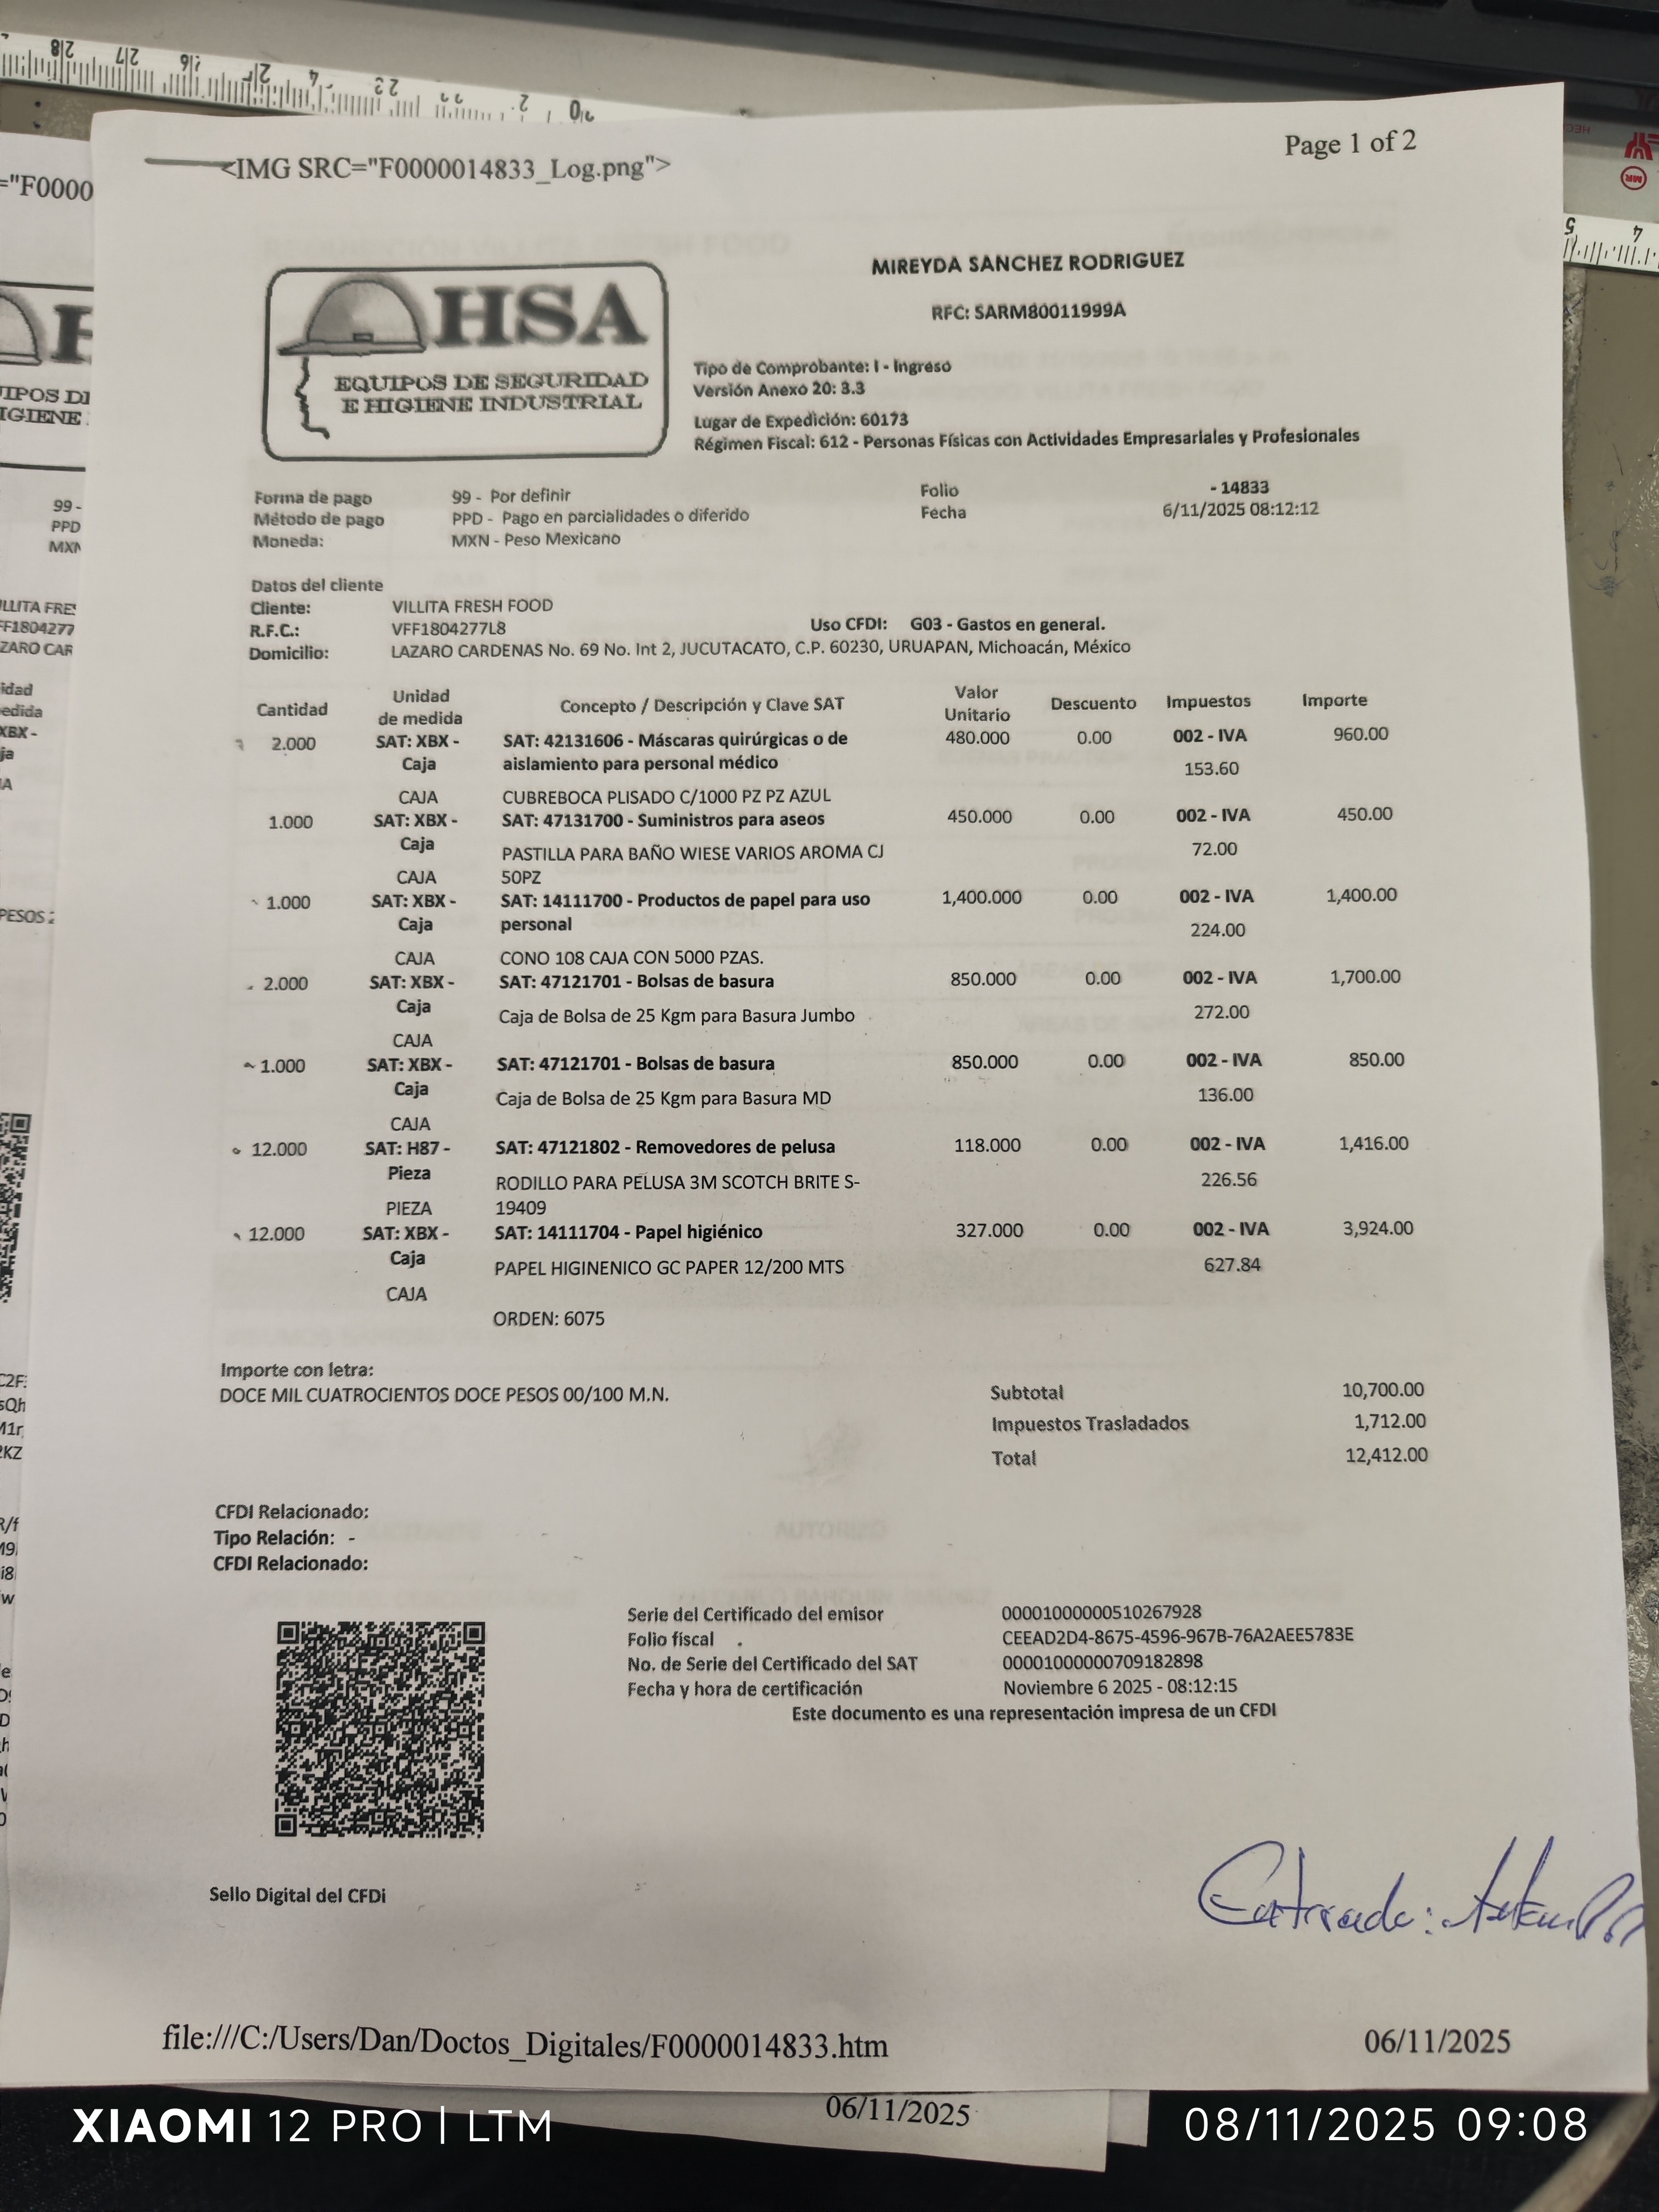 28 27 26 25 24 23 22 2 20
<IMG SRC="F0000014833_Log.png">
Page 1 of 2
="F0000
HSA
EQUIPOS DE SEGURIDAD
E HIGIENE INDUSTRIAL
MIREYDA SANCHEZ RODRIGUEZ
RFC: SARM80011999A
Tipo de Comprobante: I - Ingreso
Versión Anexo 20: 3.3
Lugar de Expedición: 60173
Régimen Fiscal: 612 - Personas Físicas con Actividades Empresariales y Profesionales
Forma de pago 99 - Por definir Folio - 14833
Método de pago PPD - Pago en parcialidades o diferido Fecha 6/11/2025 08:12:12
Moneda: MXN - Peso Mexicano
Datos del cliente
Cliente: VILLITA FRESH FOOD
R.F.C.: VFF1804277L8 Uso CFDI: G03 - Gastos en general.
Domicilio: LAZARO CARDENAS No. 69 No. Int 2, JUCUTACATO, C.P. 60230, URUAPAN, Michoacán, México
Cantidad Unidad de medida Concepto / Descripción y Clave SAT Valor Unitario Descuento Impuestos Importe
2.000 SAT: XBX - SAT: 42131606 - Máscaras quirúrgicas o de 480.000 0.00 002 - IVA 960.00
Caja aislamiento para personal médico 153.60
CAJA CUBREBOCA PLISADO C/1000 PZ PZ AZUL
1.000 SAT: XBX - SAT: 47131700 - Suministros para aseos 450.000 0.00 002 - IVA 450.00
Caja PASTILLA PARA BAÑO WIESE VARIOS AROMA CJ 72.00
CAJA 50PZ
1.000 SAT: XBX - SAT: 14111700 - Productos de papel para uso 1,400.000 0.00 002 - IVA 1,400.00
Caja personal 224.00
CAJA CONO 108 CAJA CON 5000 PZAS.
2.000 SAT: XBX - SAT: 47121701 - Bolsas de basura 850.000 0.00 002 - IVA 1,700.00
Caja Caja de Bolsa de 25 Kgm para Basura Jumbo 272.00
CAJA
1.000 SAT: XBX - SAT: 47121701 - Bolsas de basura 850.000 0.00 002 - IVA 850.00
Caja Caja de Bolsa de 25 Kgm para Basura MD 136.00
CAJA
12.000 SAT: H87 - SAT: 47121802 - Removedores de pelusa 118.000 0.00 002 - IVA 1,416.00
Pieza RODILLO PARA PELUSA 3M SCOTCH BRITE S- 226.56
PIEZA 19409
12.000 SAT: XBX - SAT: 14111704 - Papel higiénico 327.000 0.00 002 - IVA 3,924.00
Caja PAPEL HIGINENICO GC PAPER 12/200 MTS 627.84
CAJA
ORDEN: 6075
Importe con letra:
DOCE MIL CUATROCIENTOS DOCE PESOS 00/100 M.N.
Subtotal 10,700.00
Impuestos Trasladados 1,712.00
Total 12,412.00
CFDI Relacionado:
Tipo Relación: -
CFDI Relacionado:
Serie del Certificado del emisor 00001000000510267928
Folio fiscal . CEEAD2D4-8675-4596-967B-76A2AEE5783E
No. de Serie del Certificado del SAT 00001000000709182898
Fecha y hora de certificación Noviembre 6 2025 - 08:12:15
Este documento es una representación impresa de un CFDI
Sello Digital del CFDi
file:///C:/Users/Dan/Doctos_Digitales/F0000014833.htm 06/11/2025
06/11/2025
XIAOMI 12 PRO | LTM
08/11/2025 09:08